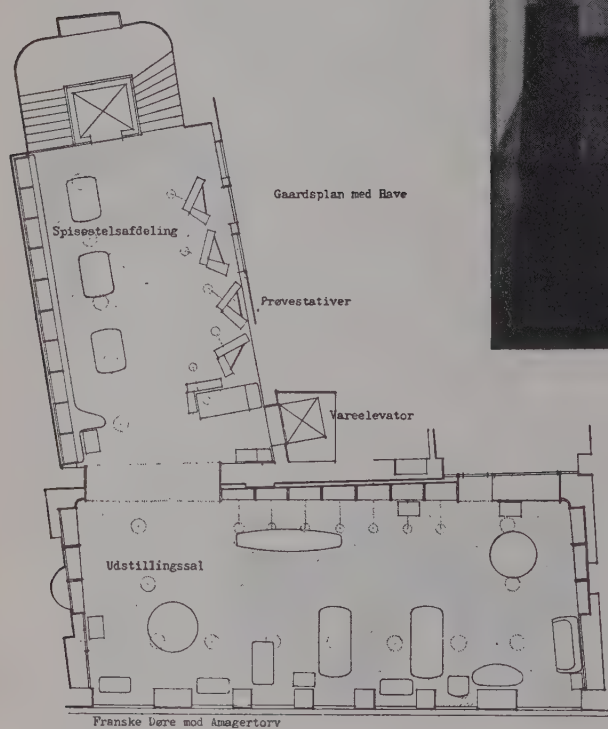 Gaardsplan med Have
Spisestelsafdeling
Prøvestativer
Vareelevator
Udstillingssal
Franske Døre mod Amagertorv